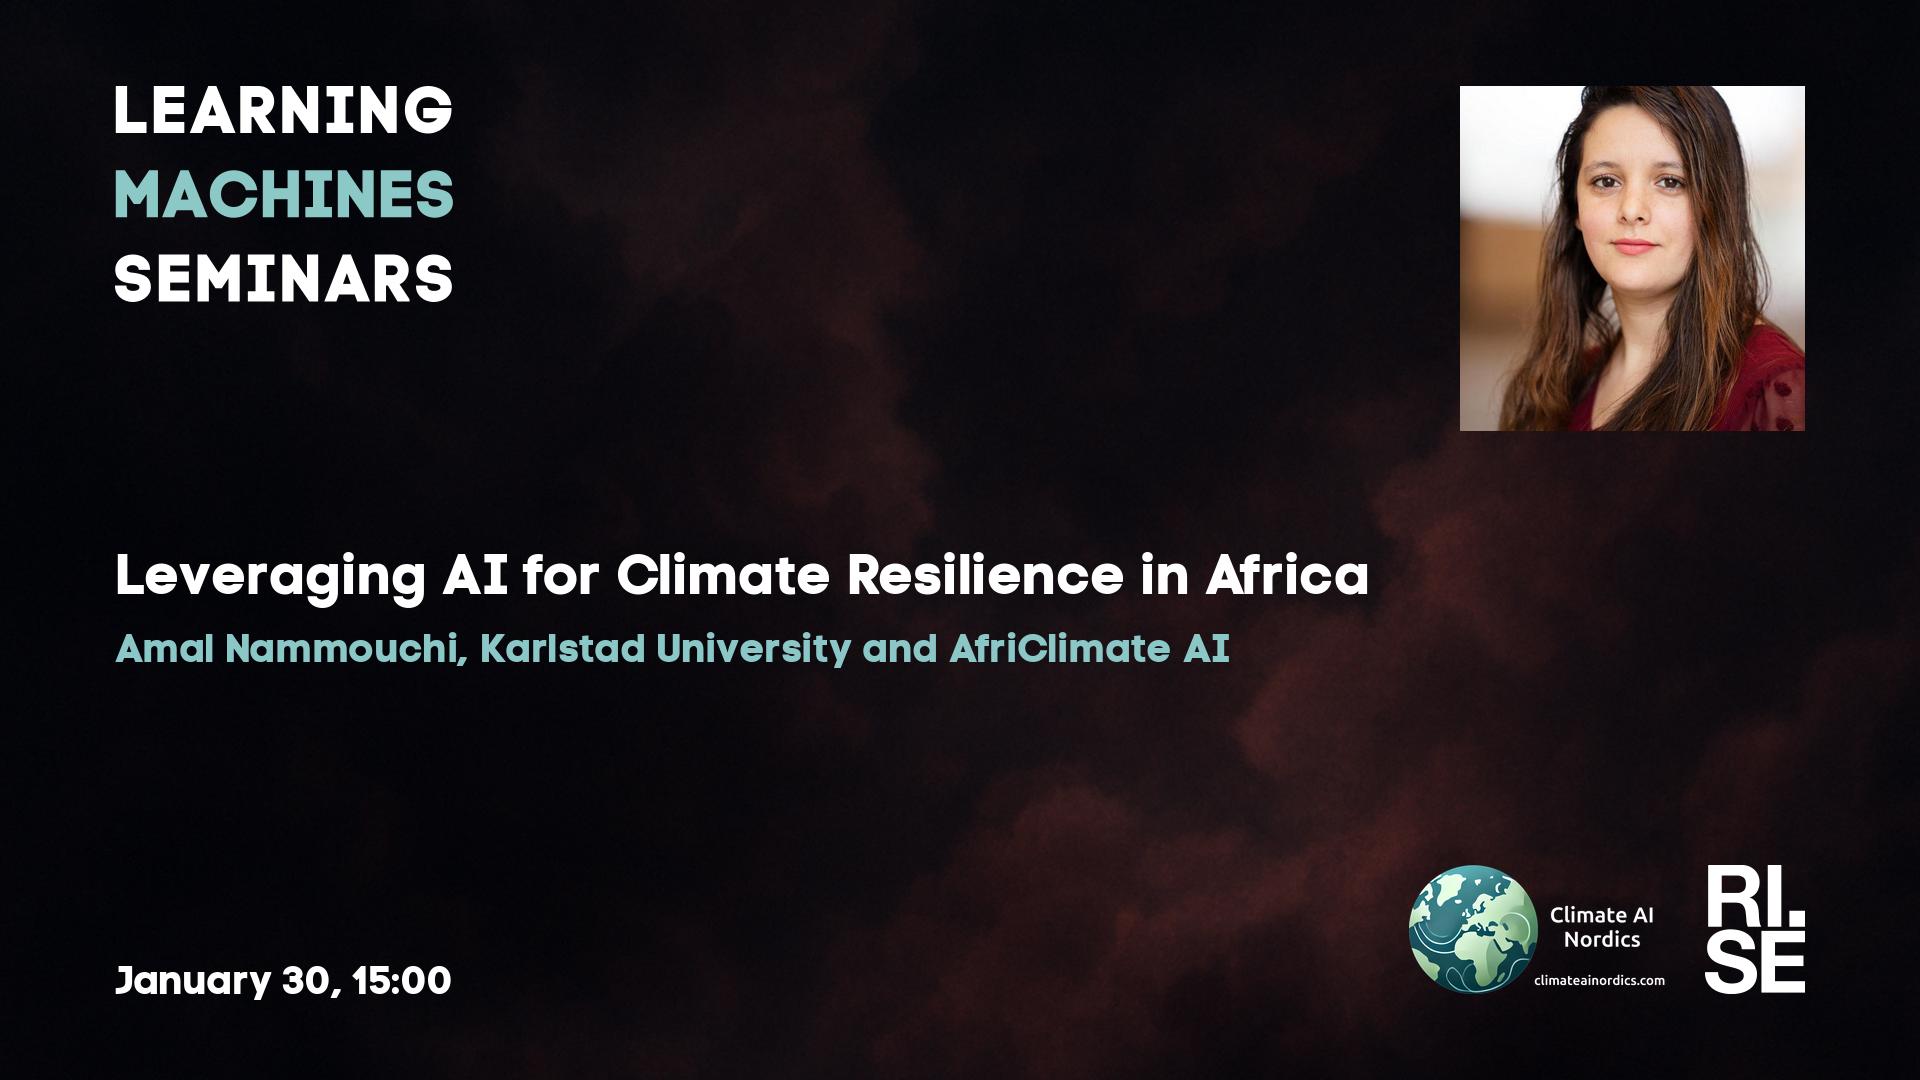 LEARNING
MACHINES
SEMINARS
Leveraging AI for Climate Resilience in Africa
Amal Nammouchi, Karlstad University and AfriClimate AI
January 30, 15:00
Climate AI
Nordics
climateainordics.com
RI.
SE